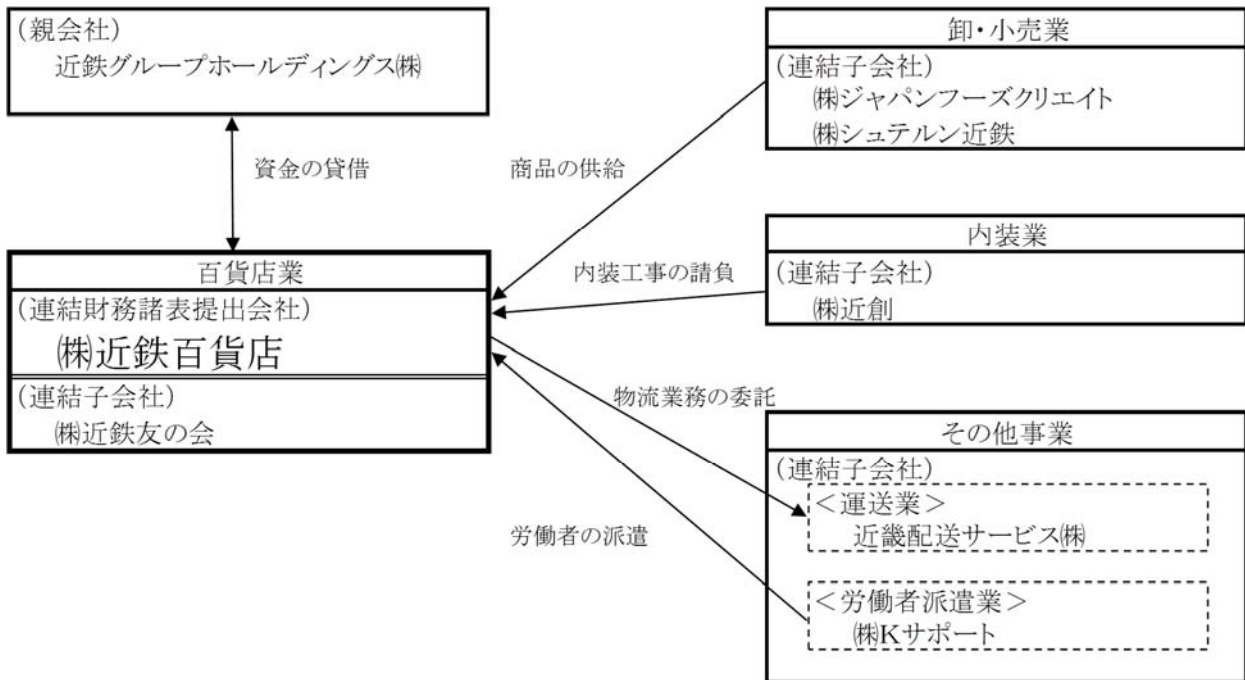 (親会社)
近鉄グループホールディングス㈱
資金の貸借
百貨店業
(連結財務諸表提出会社)
㈱近鉄百貨店
(連結子会社)
㈱近鉄友の会
卸・小売業
(連結子会社)
㈱ジャパンフーズクリエイト
㈱シュテルン近鉄
商品の供給
内装業
(連結子会社)
㈱近創
内装工事の請負
物流業務の委託
その他事業
(連結子会社)
<運送業>
近畿配送サービス㈱
労働者の派遣
<労働者派遣業>
㈱Kサポート